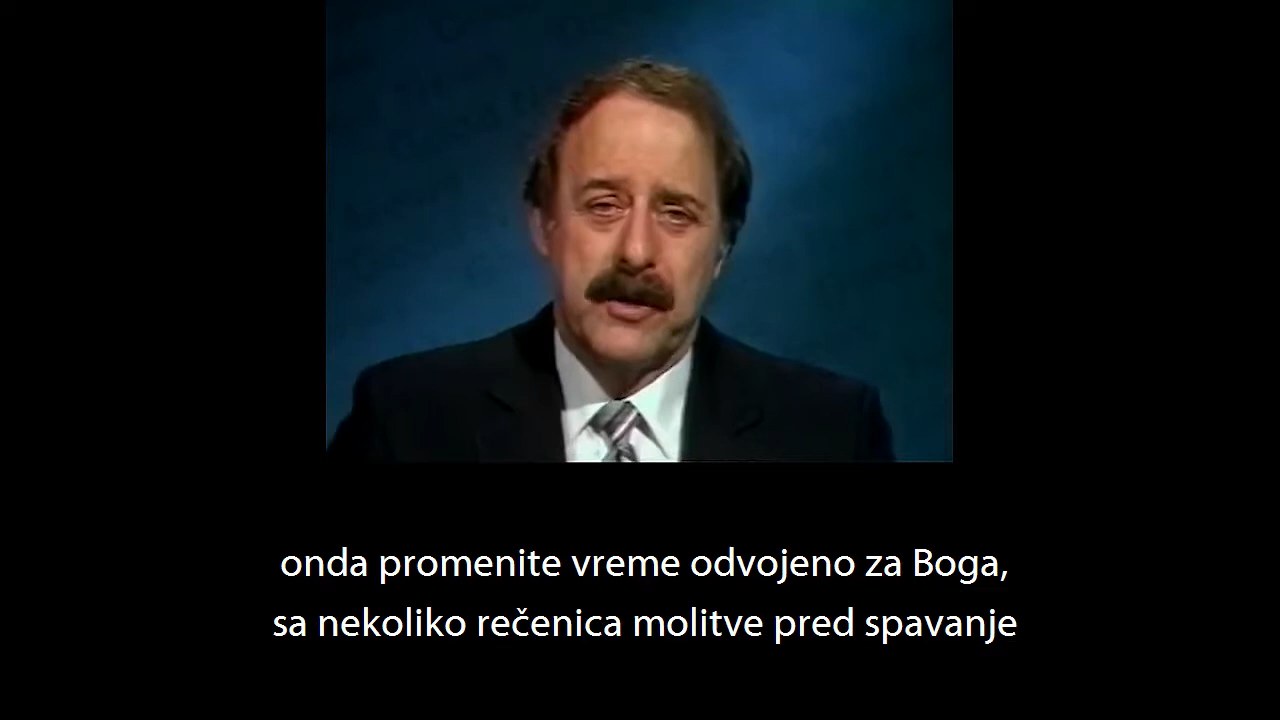 onda promenite vreme odvojeno za Boga,
sa nekoliko rečenica molitve pred spavanje